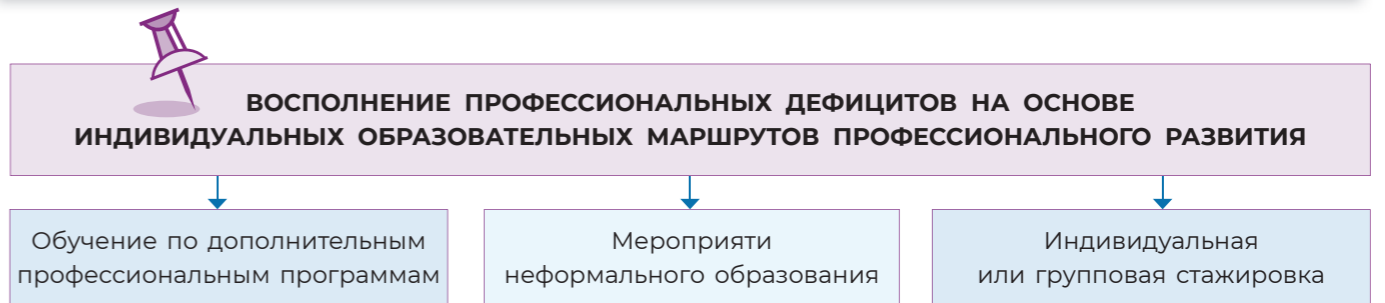 ВОСПОЛНЕНИЕ ПРОФЕССИОНАЛЬНЫХ ДЕФИЦИТОВ НА ОСНОВЕ
ИНДИВИДУАЛЬНЫХ ОБРАЗОВАТЕЛЬНЫХ МАРШРУТОВ ПРОФЕССИОНАЛЬНОГО РАЗВИТИЯ
Обучение по дополнительным
профессиональным программам
Мероприяти
неформального образования
Индивидуальная
или групповая стажировка